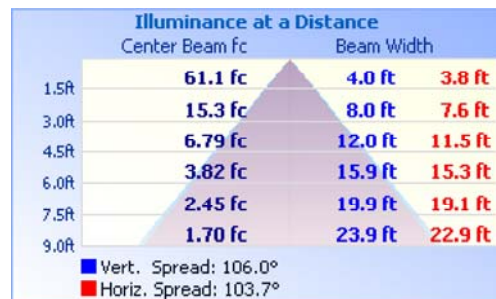 Illuminance at a Distance
Center Beam fc Beam Width
1.5ft 61.1 fc 4.0 ft 3.8 ft
3.0ft 15.3 fc 8.0 ft 7.6 ft
4.5ft 6.79 fc 12.0 ft 11.5 ft
6.0ft 3.82 fc 15.9 ft 15.3 ft
7.5ft 2.45 fc 19.9 ft 19.1 ft
9.0ft 1.70 fc 23.9 ft 22.9 ft
Vert. Spread: 106.0°
Horiz. Spread: 103.7°